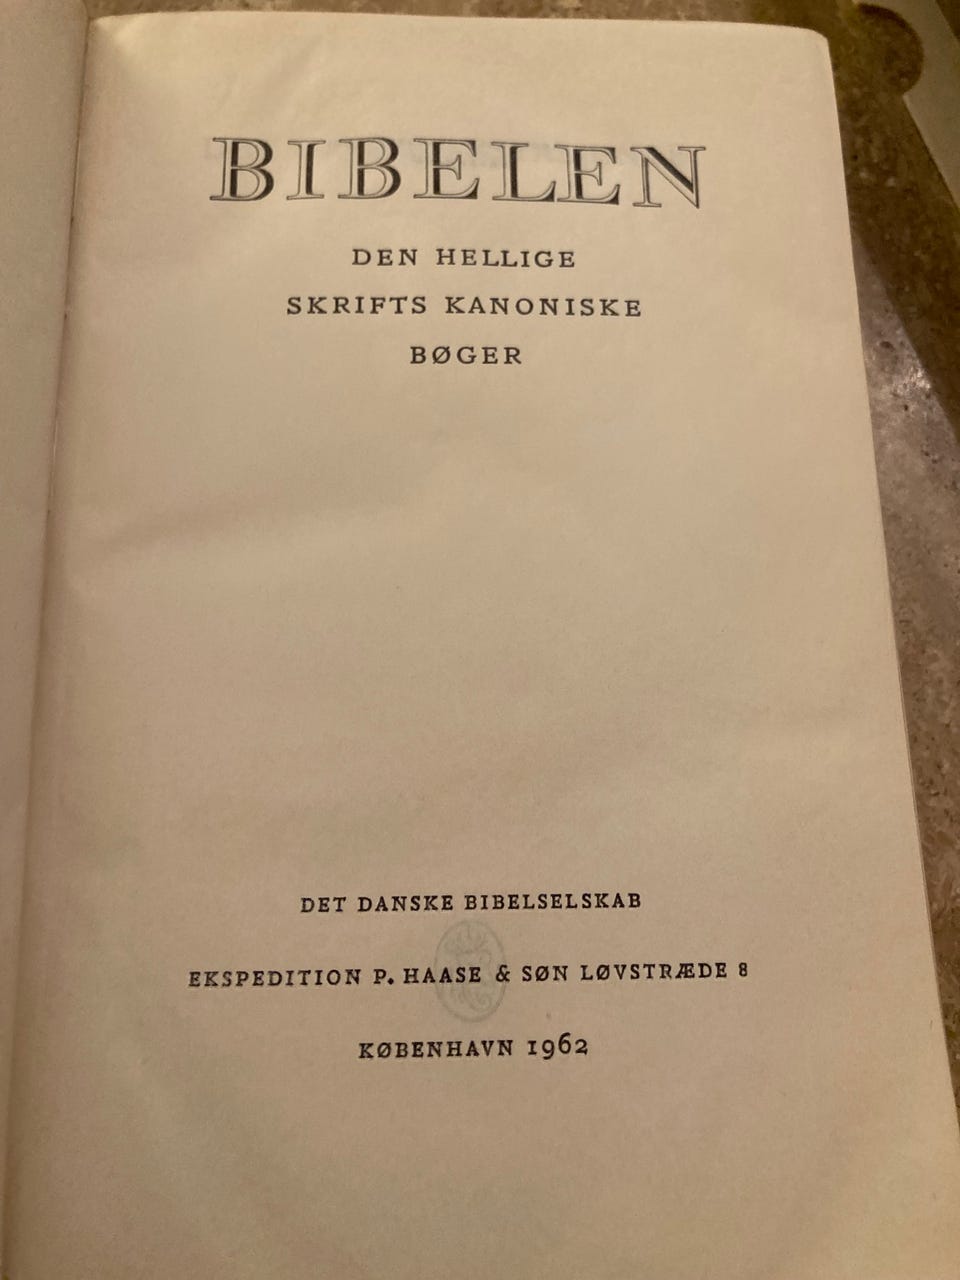 BIBELEN
DEN HELLIGE
SKRIFTS KANONISKE
BØGER
DET DANSKE BIBELSELSKAB
EKSPEDITION P. HAASE & SØN LØVSTRÆDE 8
KØBENHAVN 1962